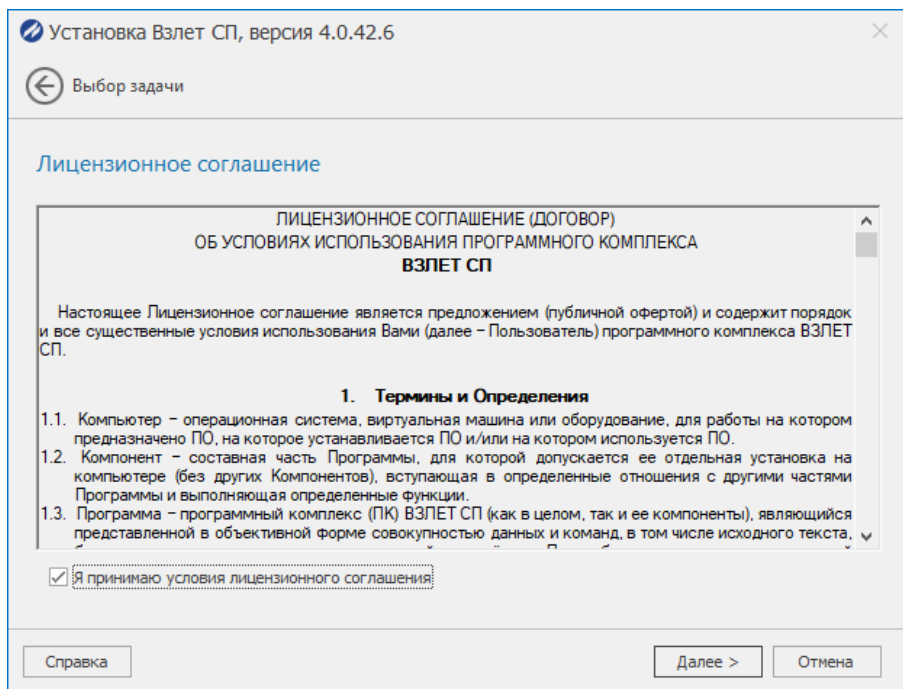 Установка Взлет СП, версия 4.0.42.6
Выбор задачи
Лицензионное соглашение
ЛИЦЕНЗИОННОЕ СОГЛАШЕНИЕ (ДОГОВОР)
ОБ УСЛОВИЯХ ИСПОЛЬЗОВАНИЯ ПРОГРАММНОГО КОМПЛЕКСА
ВЗЛЕТ СП
Настоящее Лицензионное соглашение является предложением (публичной офертой) и содержит порядок
и все существенные условия использования Вами (далее – Пользователь) программного комплекса ВЗЛЕТ
СП.
1. Термины и Определения
1.1. Компьютер – операционная система, виртуальная машина или оборудование, для работы на котором
предназначено ПО, на которое устанавливается ПО и/или на котором используется ПО.
1.2. Компонент – составная часть Программы, для которой допускается ее отдельная установка на
компьютере (без других Компонентов), вступающая в определенные отношения с другими частями
Программы и выполняющая определенные функции.
1.3. Программа – программный комплекс (ПК) ВЗЛЕТ СП (как в целом, так и ее компоненты), являющийся
представленной в объективной форме совокупностью данных и команд, в том числе исходного текста,
Я принимаю условия лицензионного соглашения
Справка
Далее >
Отмена